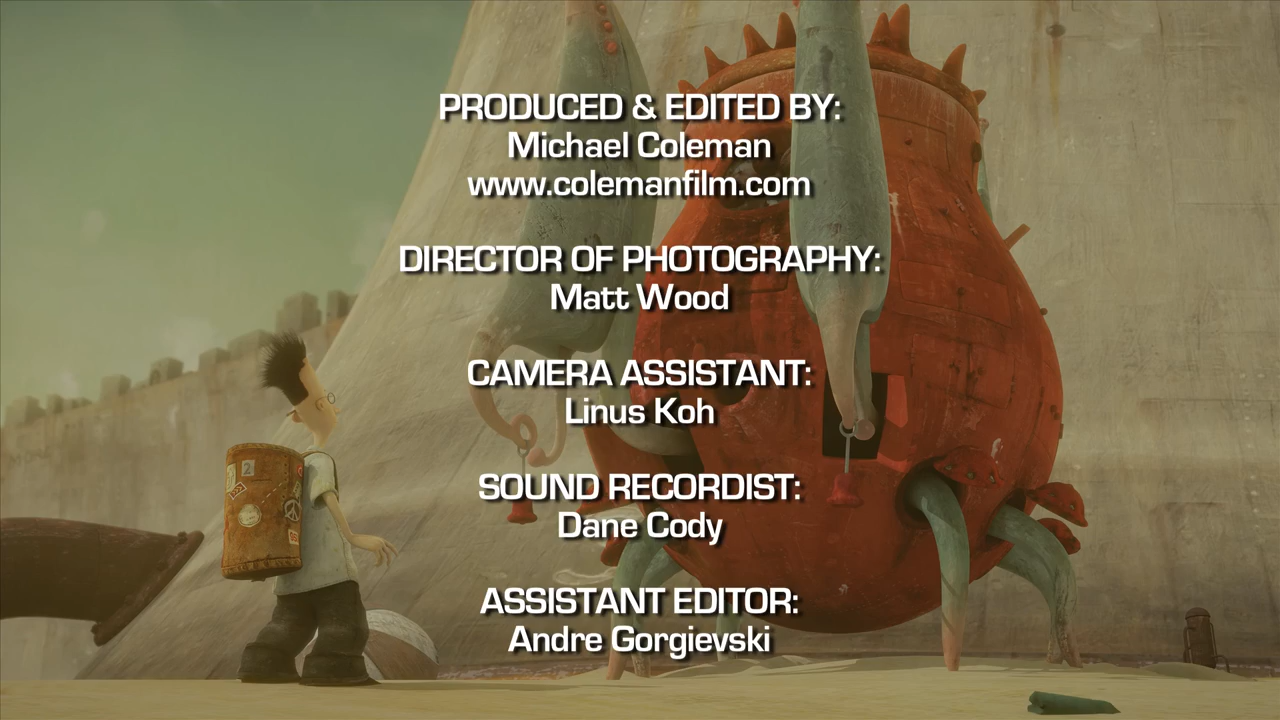 PRODUCED & EDITED BY:
Michael Coleman
www.colemanfilm.com
DIRECTOR OF PHOTOGRAPHY:
Matt Wood
CAMERA ASSISTANT:
Linus Koh
SOUND RECORDIST:
Dane Cody
ASSISTANT EDITOR:
Andre Gorgievski
2